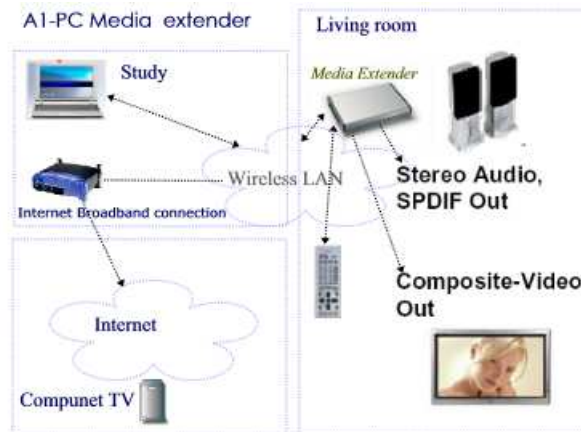 A1-PC Media extender
Study
Internet Broadband connection
Wireless LAN
Internet
Compunet TV
Living room
Media Extender
Stereo Audio,
SPDIF Out
Composite-Video
Out